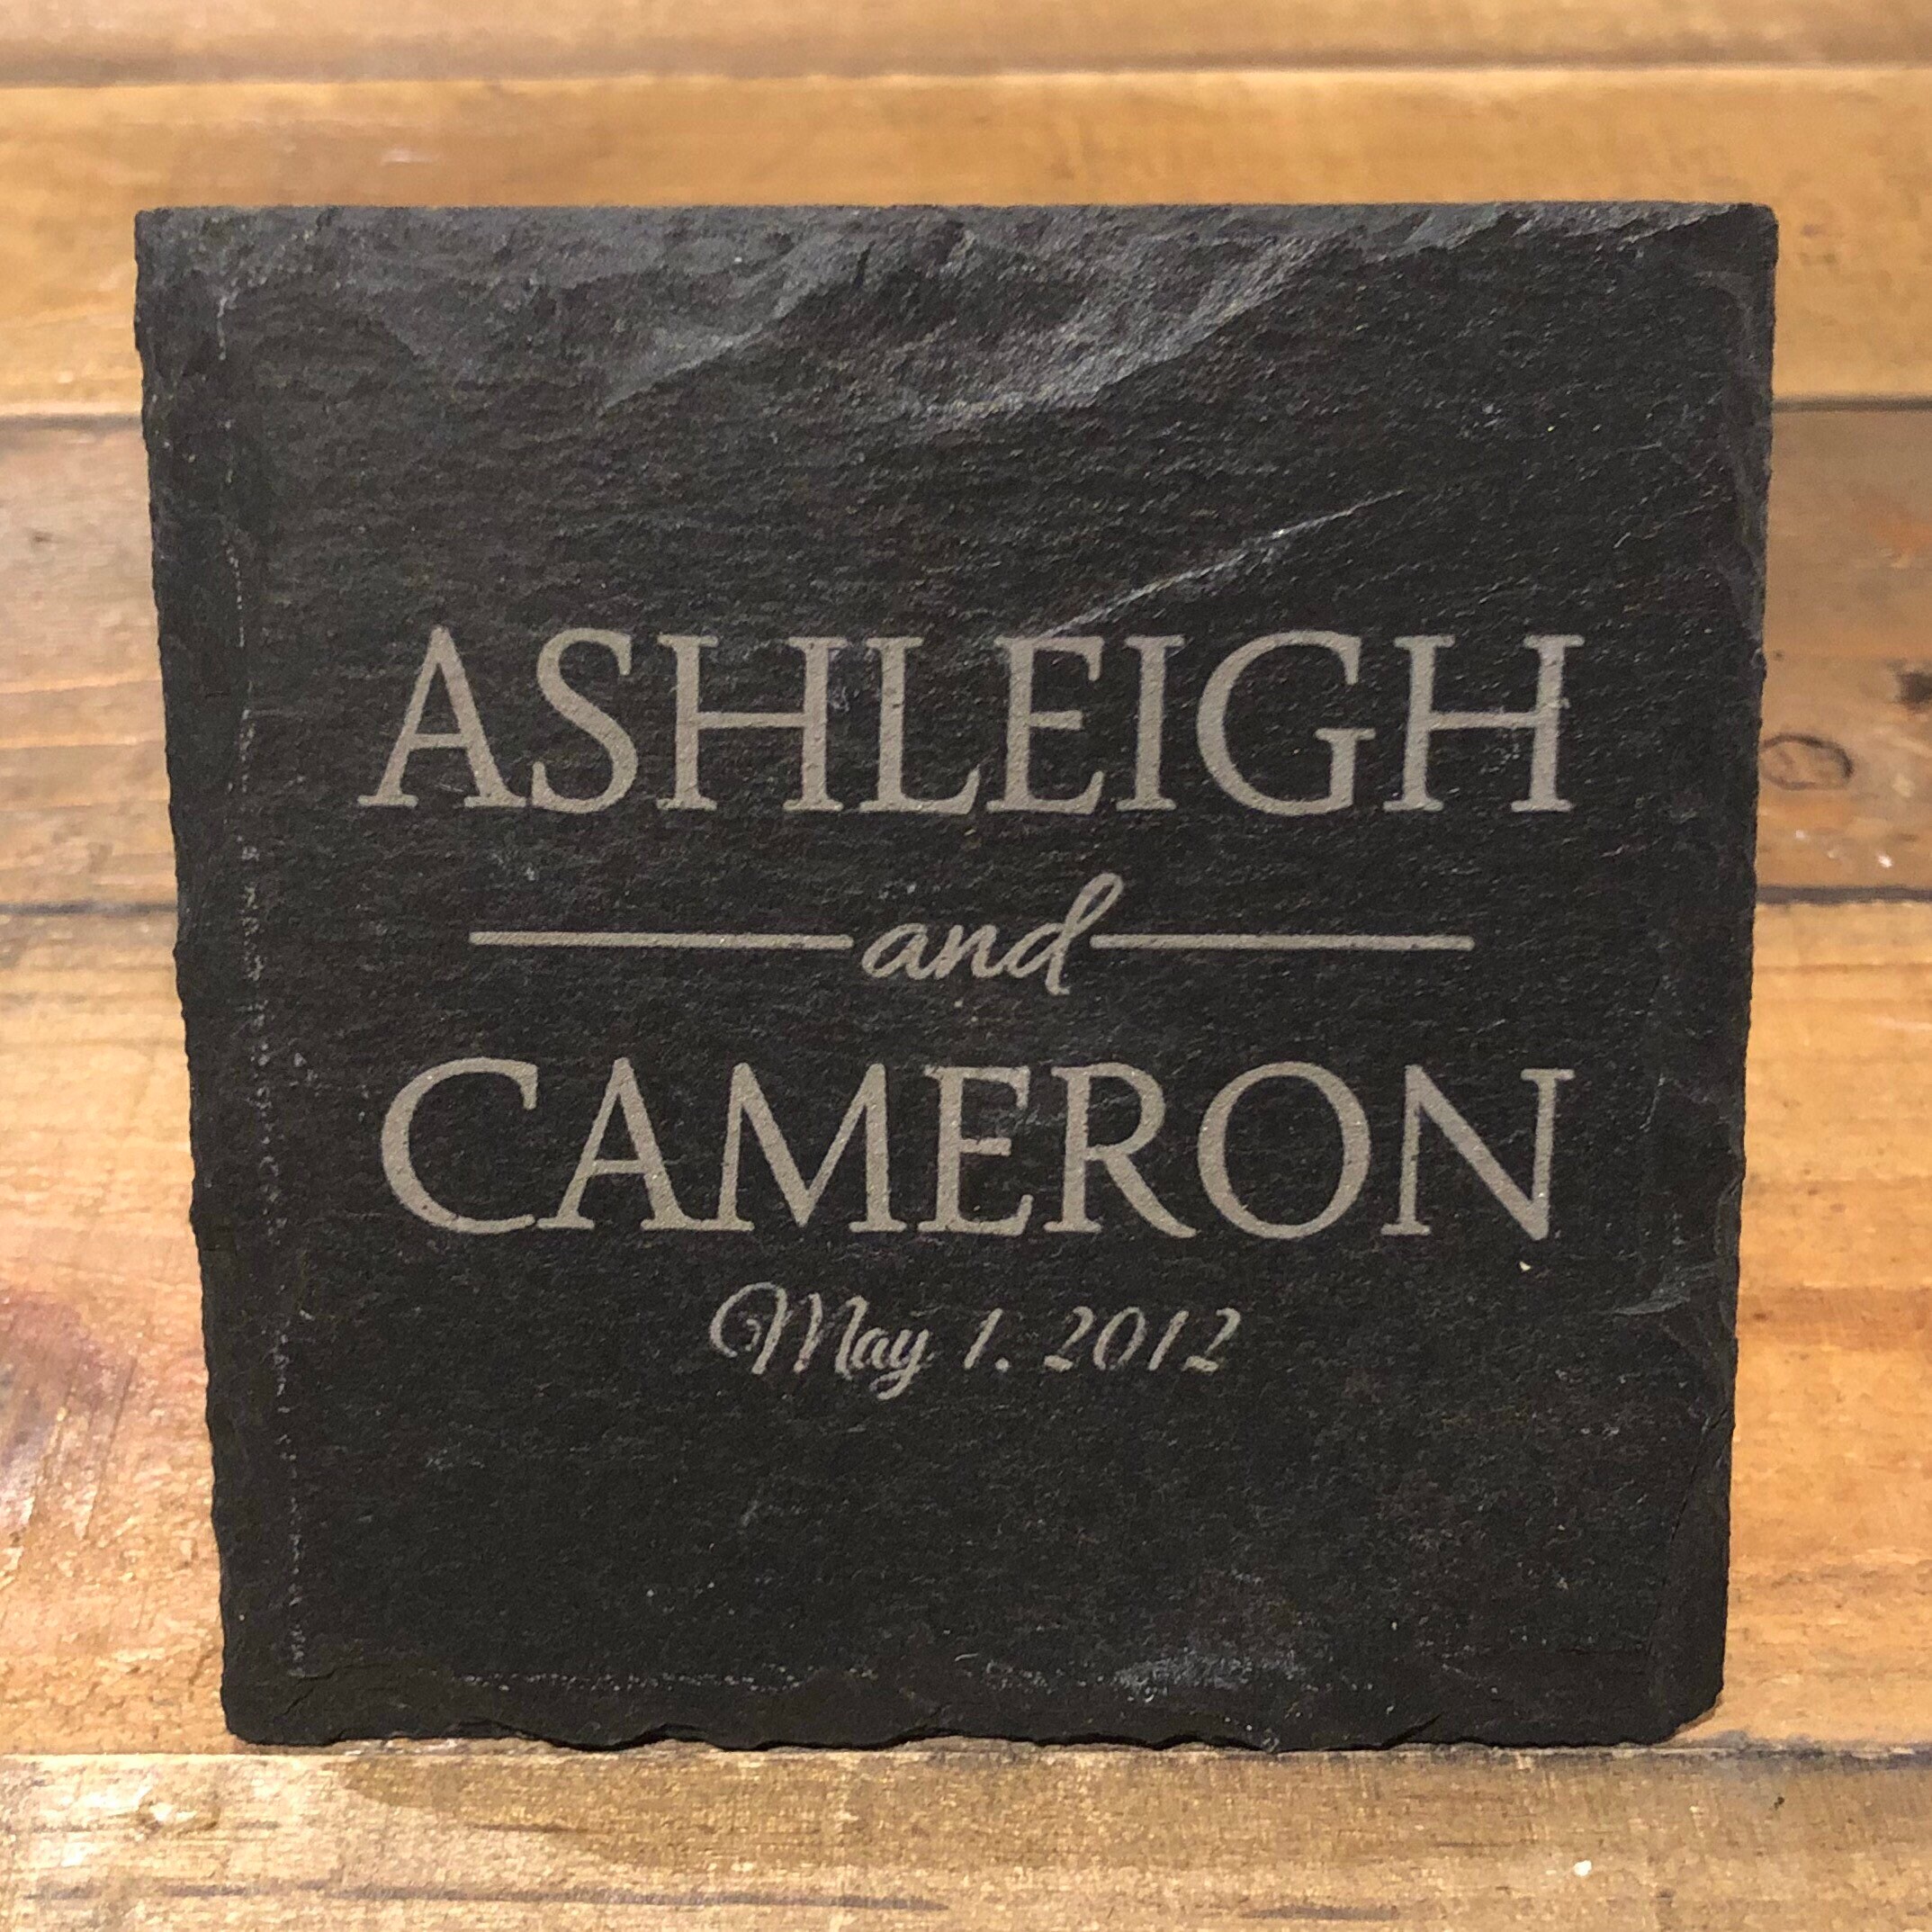 ASHLEIGH
and
CAMERON
May 1. 2012